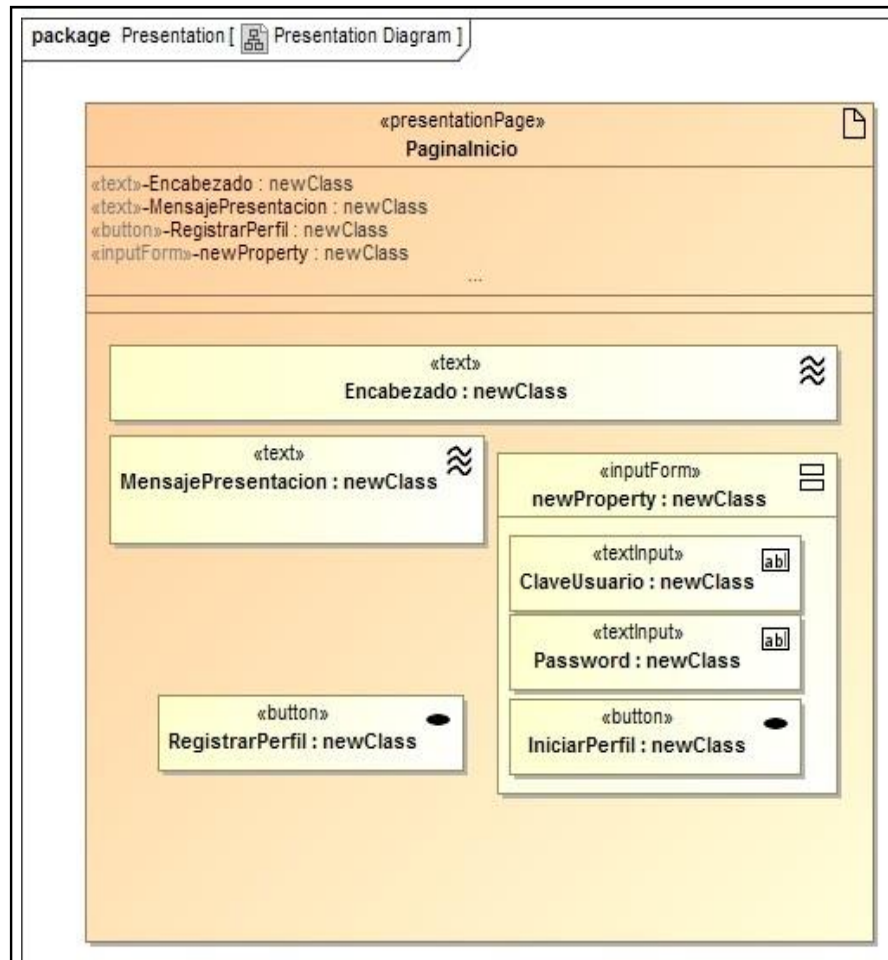 package Presentation [ Presentation Diagram ]
«presentationPage»
PaginaInicio
«text»-Encabezado : newClass
«text»-MensajePresentacion : newClass
«button»-RegistrarPerfil : newClass
«inputForm»-newProperty : newClass
...
«text»
Encabezado : newClass
«text»
MensajePresentacion : newClass
«inputForm»
newProperty : newClass
«textInput»
ClaveUsuario : newClass
abl
«textInput»
Password : newClass
abl
«button»
RegistrarPerfil : newClass
«button»
IniciarPerfil : newClass